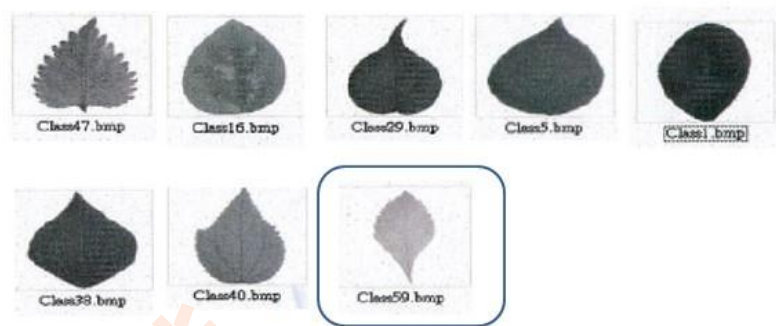 Class47.bmp
Class16.bmp
Class29.bmp
Class5.bmp
Class1.bmp
Class38.bmp
Class40.bmp
Class59.bmp